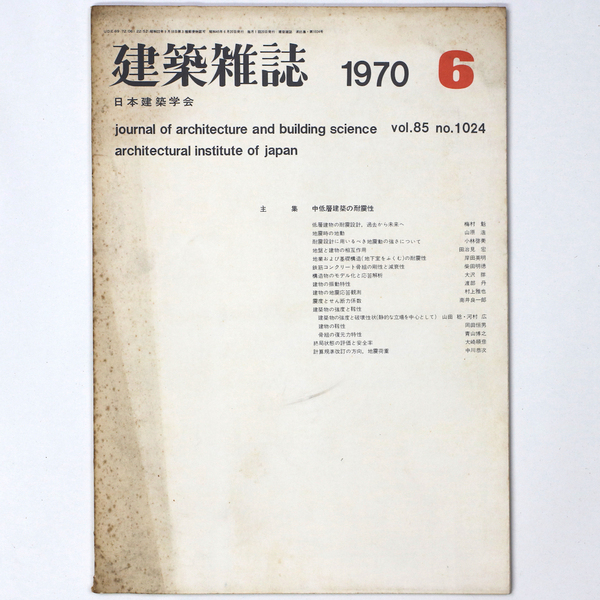 建築雑誌 1970 6
日本建築学会
journal of architecture and building science vol.85 no.1024
architectural institute of japan
主 集 中低層建築の耐震性
低層建物の耐震設計，過去から未来へ 梅村 魁
地震時の地動
耐震設計に用いるべき地震動の強さについて 小林啓美
地盤と建物の相互作用 田治見 宏
地業および基礎構造(地下室をふくむ)の耐震性 岸田英明
鉄筋コンクリート骨組の剛性と減衰性 柴田明徳
構造物のモデル化と応答解析 大沢 胖
建物の振動特性 渡部 丹
建物の地震応答観測 村上雅也
震度とせん断力係数 南井良一郎
建築物の強度と靱性
建築物の強度と破壊性状(静的な立場を中心として) 山田 稔・河村 広
建物の靱性 岡田恒男
骨組の復元力特性 青山博之
終局状態の評価と安全率 大崎順彦
計算規準改訂の方向，地震荷重 中川恭次